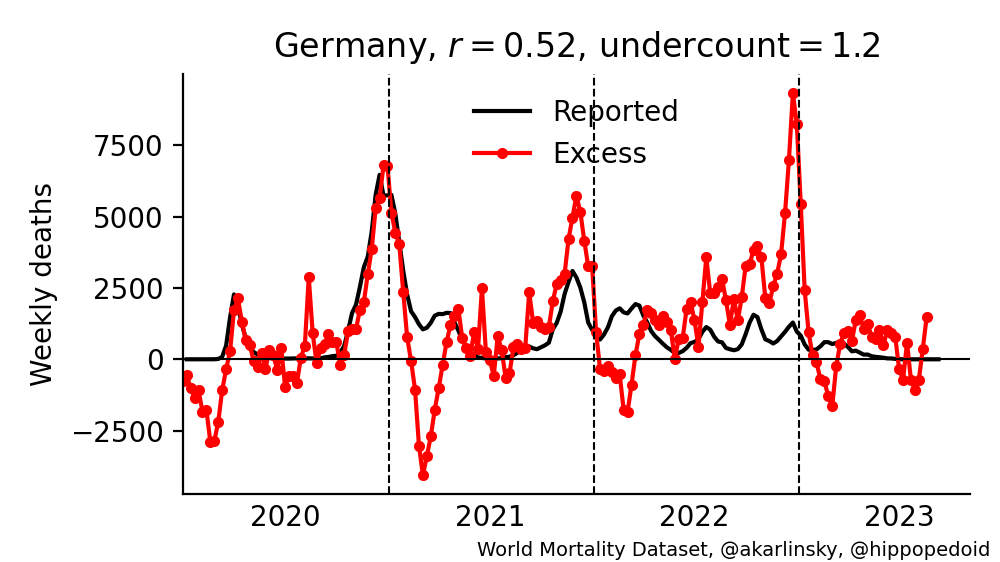 Germany, r = 0.52, undercount = 1.2
Reported
Excess
Weekly deaths
7500
5000
2500
0
−2500
2020 2021 2022 2023
World Mortality Dataset, @akarlinsky, @hippopedoid